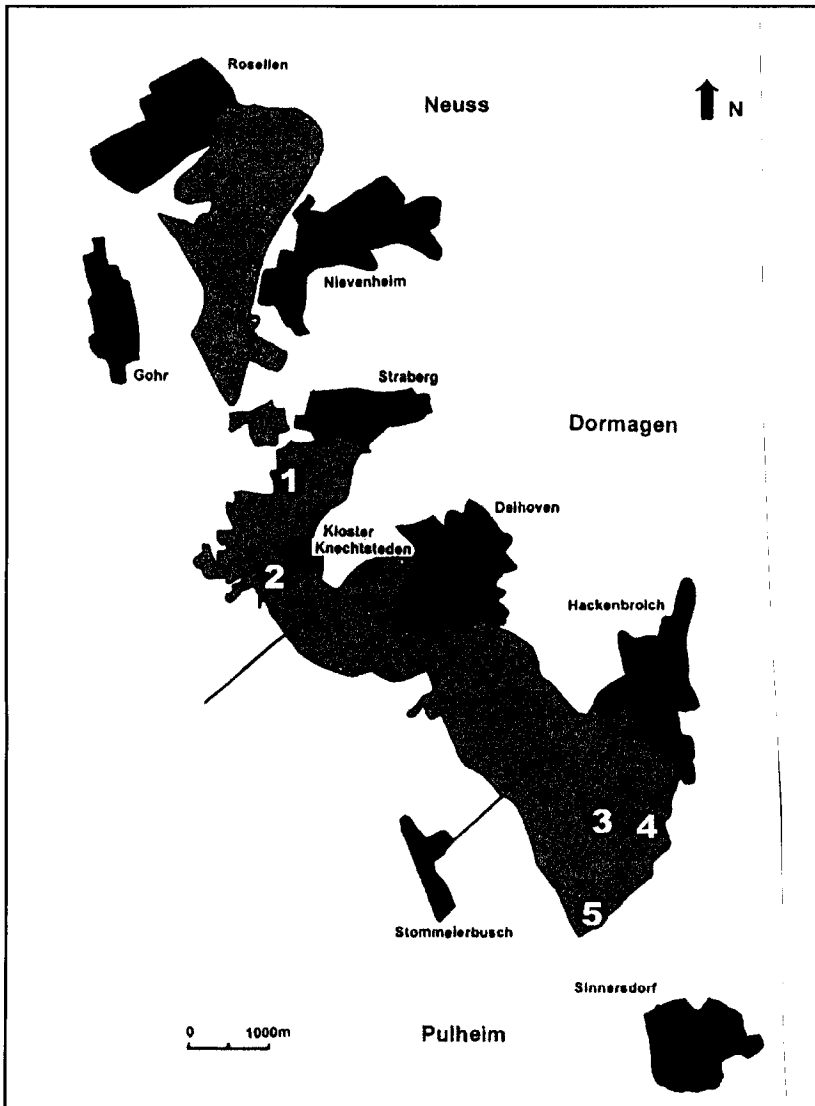 Rosellen
Neuss
N
Nievenheim
Gohr
Straberg
Dormagen
1
Delhoven
Kloster
Knechtsteden
2
Hackenbroich
3
4
5
Stommelerbusch
Sinnersdorf
0 1000m
Pulheim